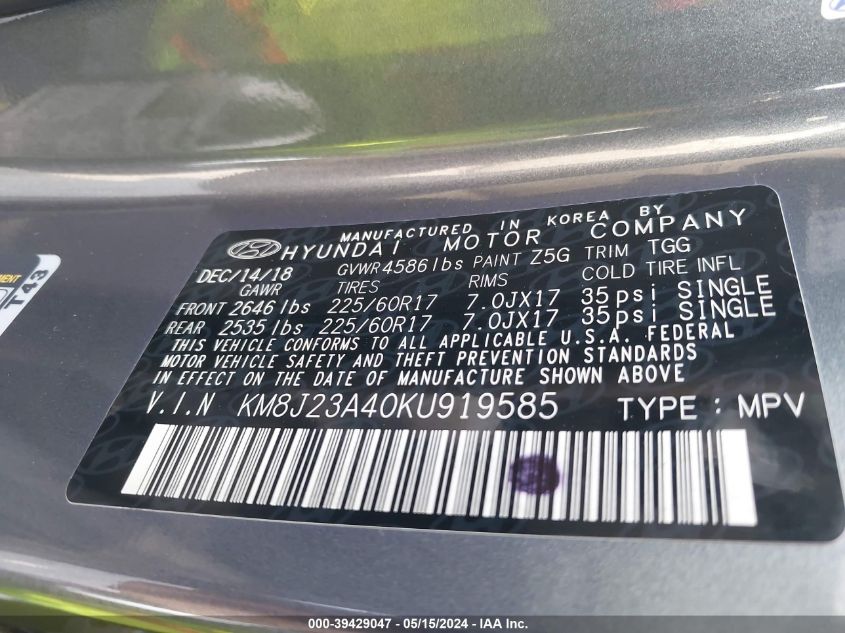 MANUFACTURED IN KOREA BY
HYUNDAI MOTOR COMPANY
DEC/14/18 GVWR 4586 lbs PAINT Z5G TRIM TGG
GAWR TIRES RIMS COLD TIRE INFL
FRONT 2646 lbs 225/60R17 7.0JX17 35psi SINGLE
REAR 2535 lbs 225/60R17 7.0JX17 35psi SINGLE
THIS VEHICLE CONFORMS TO ALL APPLICABLE U.S.A. FEDERAL
MOTOR VEHICLE SAFETY AND THEFT PREVENTION STANDARDS
IN EFFECT ON THE DATE OF MANUFACTURE SHOWN ABOVE
V.I.N KM8J23A40KU919585 TYPE : MPV
T43
000-39429047 - 05/15/2024 - IAA Inc.